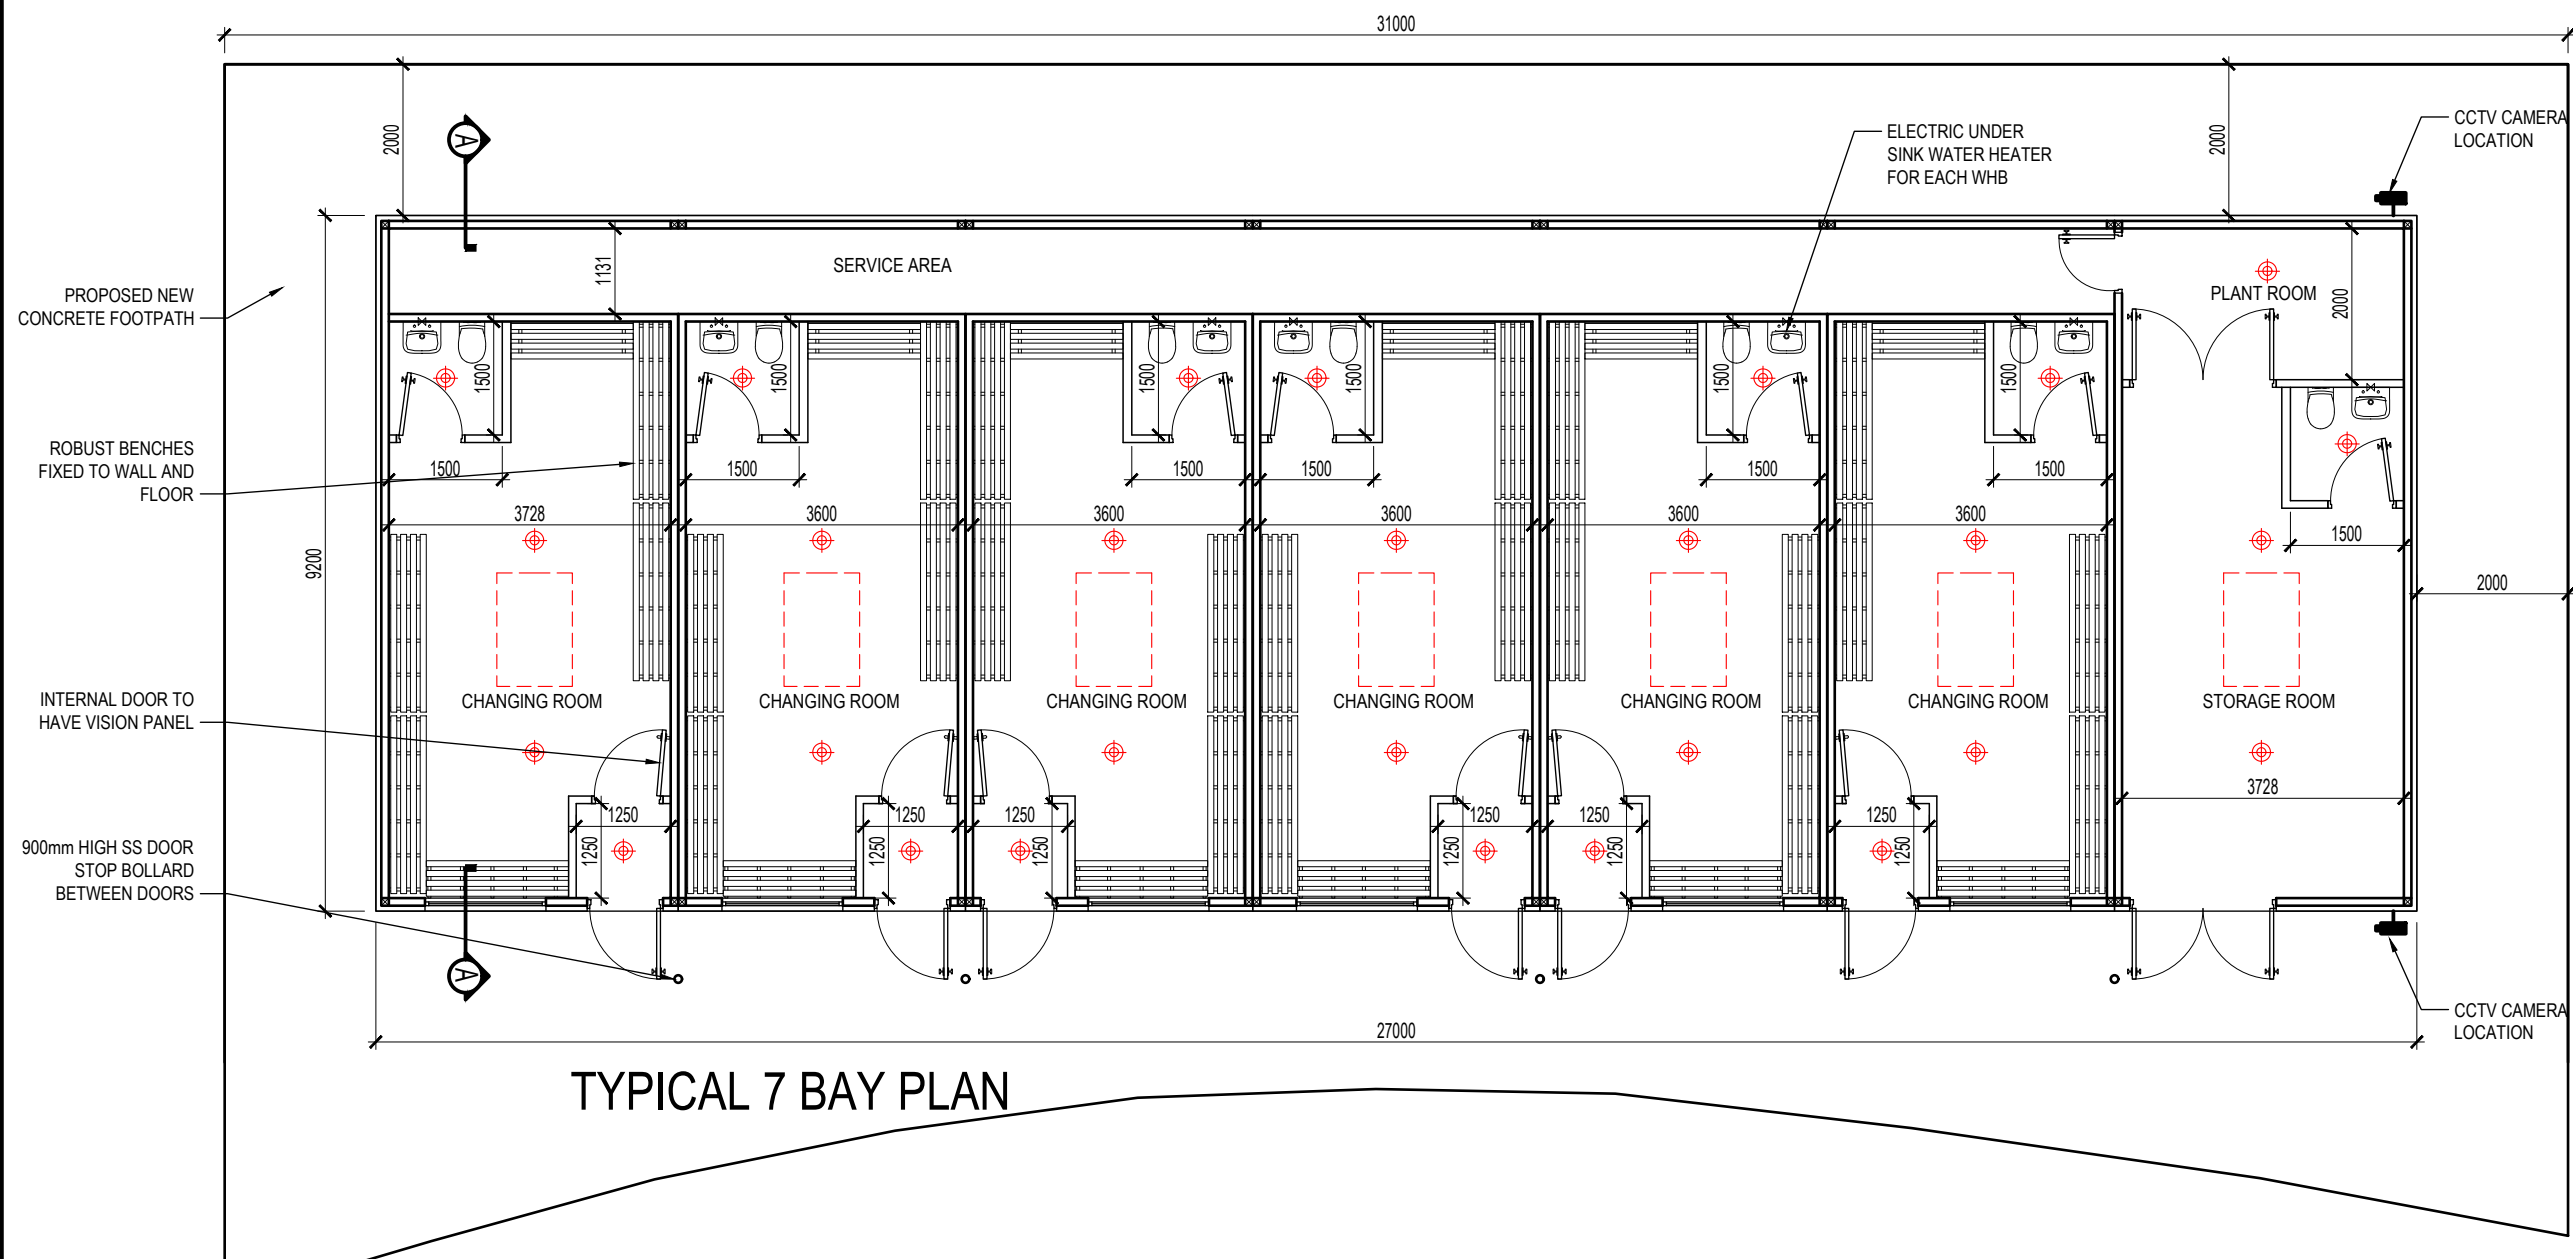 31000
2000
2000
A
ELECTRIC UNDER
SINK WATER HEATER
FOR EACH WHB
CCTV CAMERA
LOCATION
PROPOSED NEW
CONCRETE FOOTPATH
1131
SERVICE AREA
PLANT ROOM
2000
1500
1500
1500
1500
1500
1500
ROBUST BENCHES
FIXED TO WALL AND
FLOOR
1500
1500
1500
1500
1500
1500
3728
3600
3600
3600
3600
3600
1500
9200
2000
INTERNAL DOOR TO
HAVE VISION PANEL
CHANGING ROOM
CHANGING ROOM
CHANGING ROOM
CHANGING ROOM
CHANGING ROOM
CHANGING ROOM
STORAGE ROOM
3728
1250
1250
1250
1250
1250
1250
1250
1250
1250
1250
1250
1250
900mm HIGH SS DOOR
STOP BOLLARD
BETWEEN DOORS
A
CCTV CAMERA
LOCATION
27000
TYPICAL 7 BAY PLAN